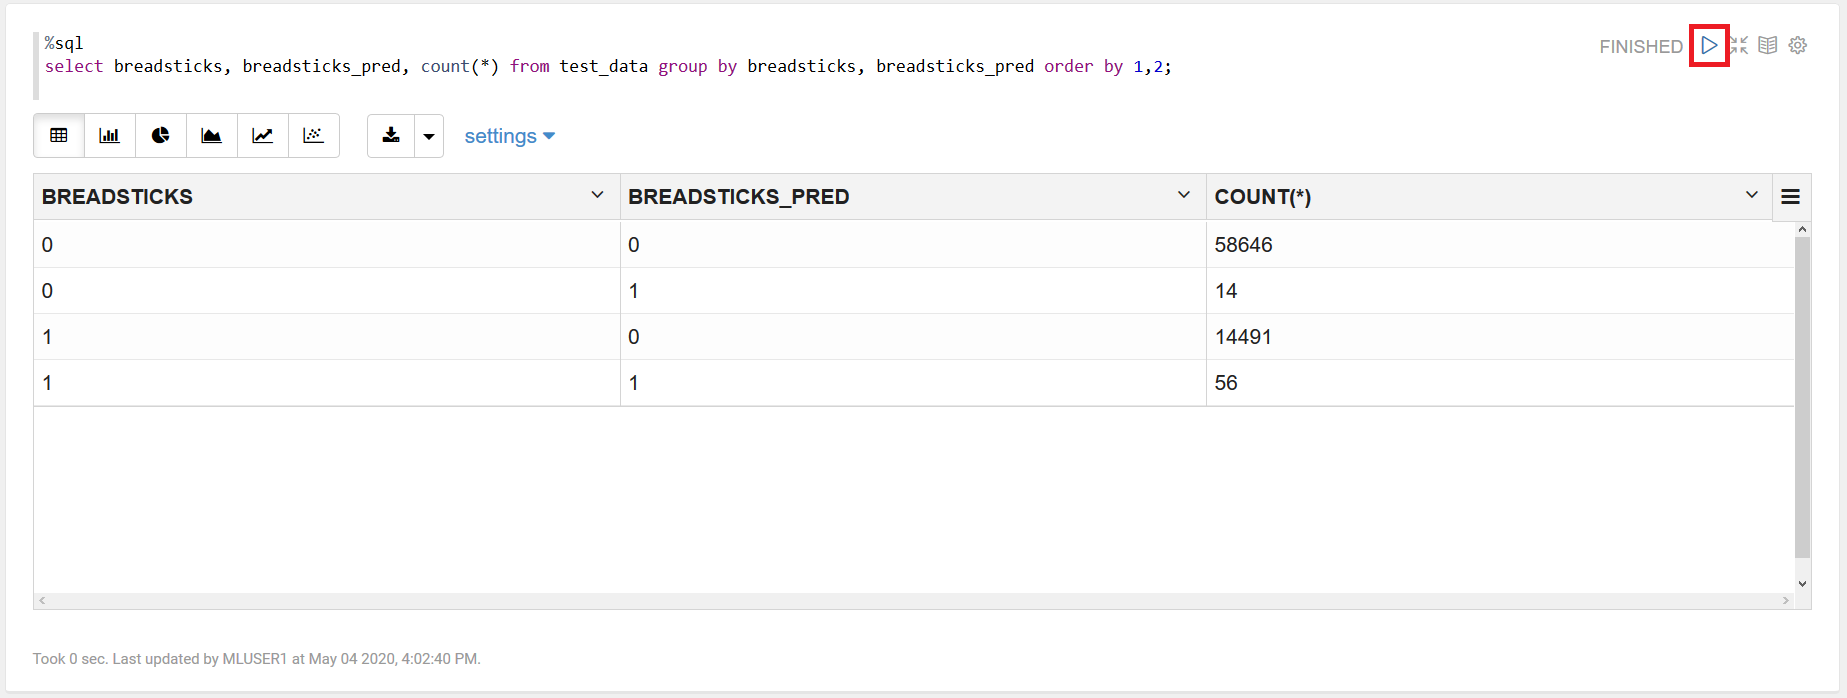 %sql
FINISHED
select breadsticks, breadsticks_pred, count(*) from test_data group by breadsticks, breadsticks_pred order by 1,2;
settings
BREADSTICKS BREADSTICKS_PRED COUNT(*)
0 0 58646
0 1 14
1 0 14491
1 1 56
Took 0 sec. Last updated by MLUSER1 at May 04 2020, 4:02:40 PM.